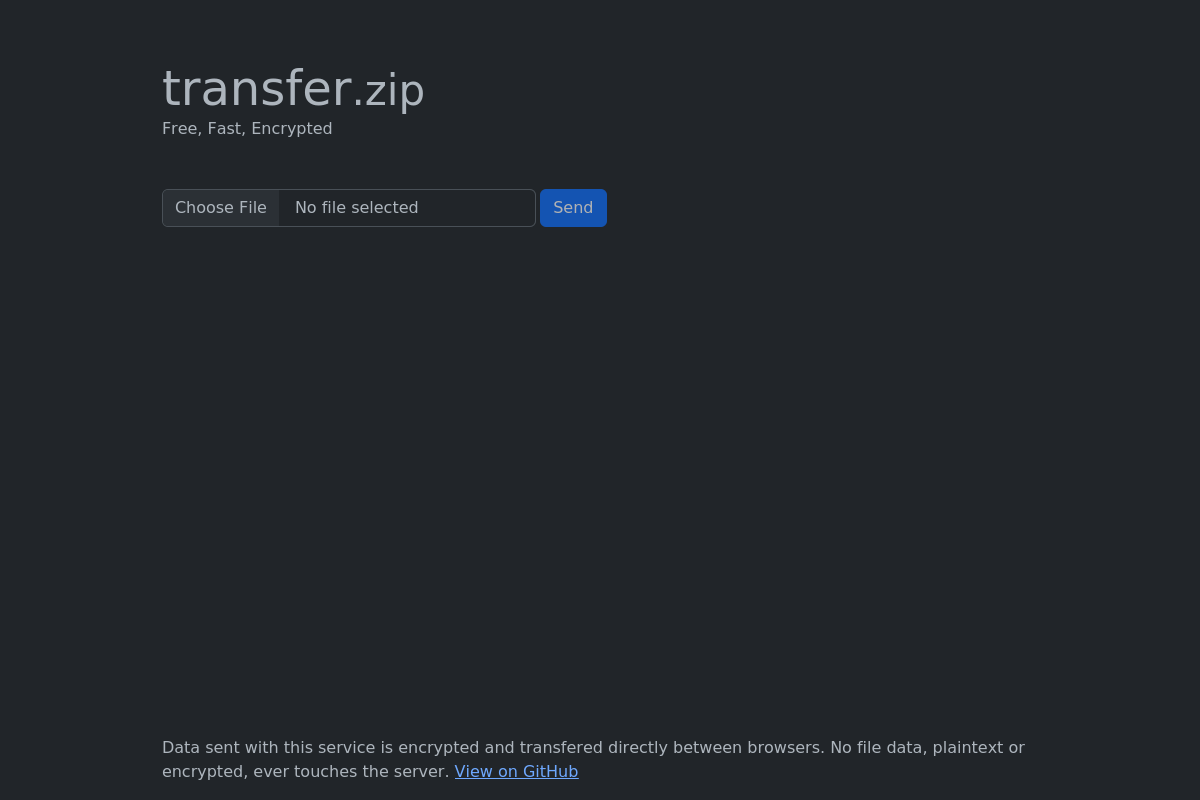 transfer.zip
Free, Fast, Encrypted
Choose File No file selected Send
Data sent with this service is encrypted and transfered directly between browsers. No file data, plaintext or
encrypted, ever touches the server. View on GitHub